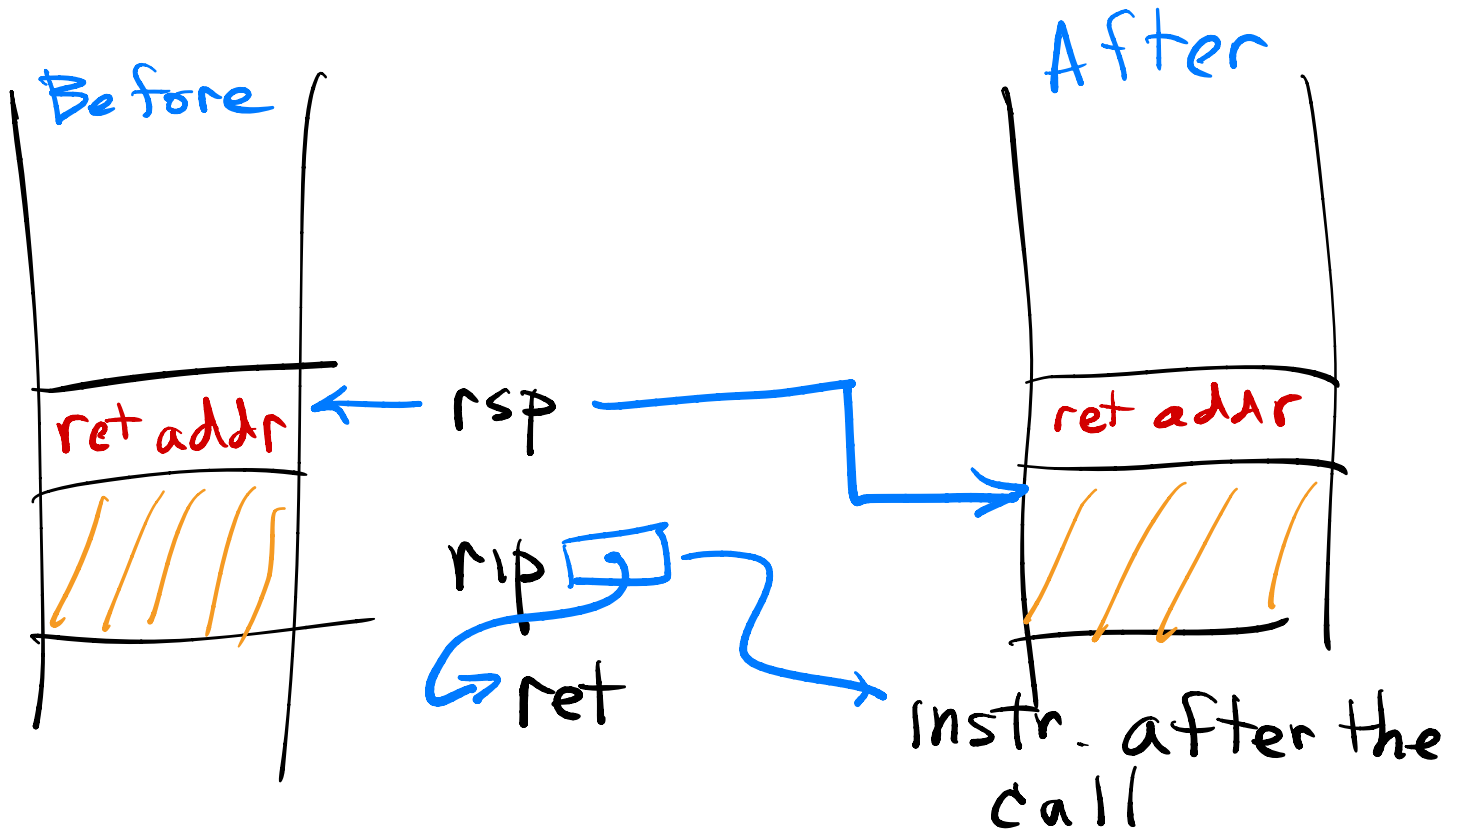 Before
After
ret addr
rsp
ret addr
rip
ret
instr. after the
call